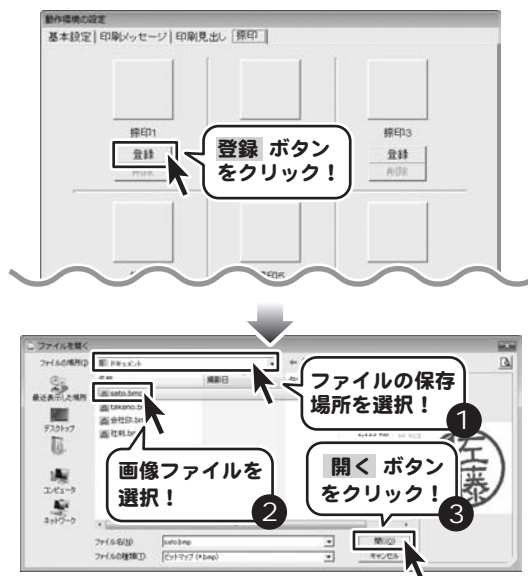 動作環境の設定
基本設定 印刷メッセージ 印刷見出し 捺印
捺印1
捺印3
登録
登録
削除
登録 ボタン
をクリック！
ファイルを開く
ファイルの場所(I)
ドキュメント
撮影日
最近表示した場所
sato.bmp
takano.b
会社印.b
社判.bm
デスクトップ
コンピュータ
ネットワーク
ファイルの保存
場所を選択！
1
画像ファイルを
選択！
2
開く ボタン
をクリック！
3
佐藤
ファイル名(N)
sato.bmp
開く(O)
ファイルの種類(T)
ビットマップ (*.bmp)
キャンセル